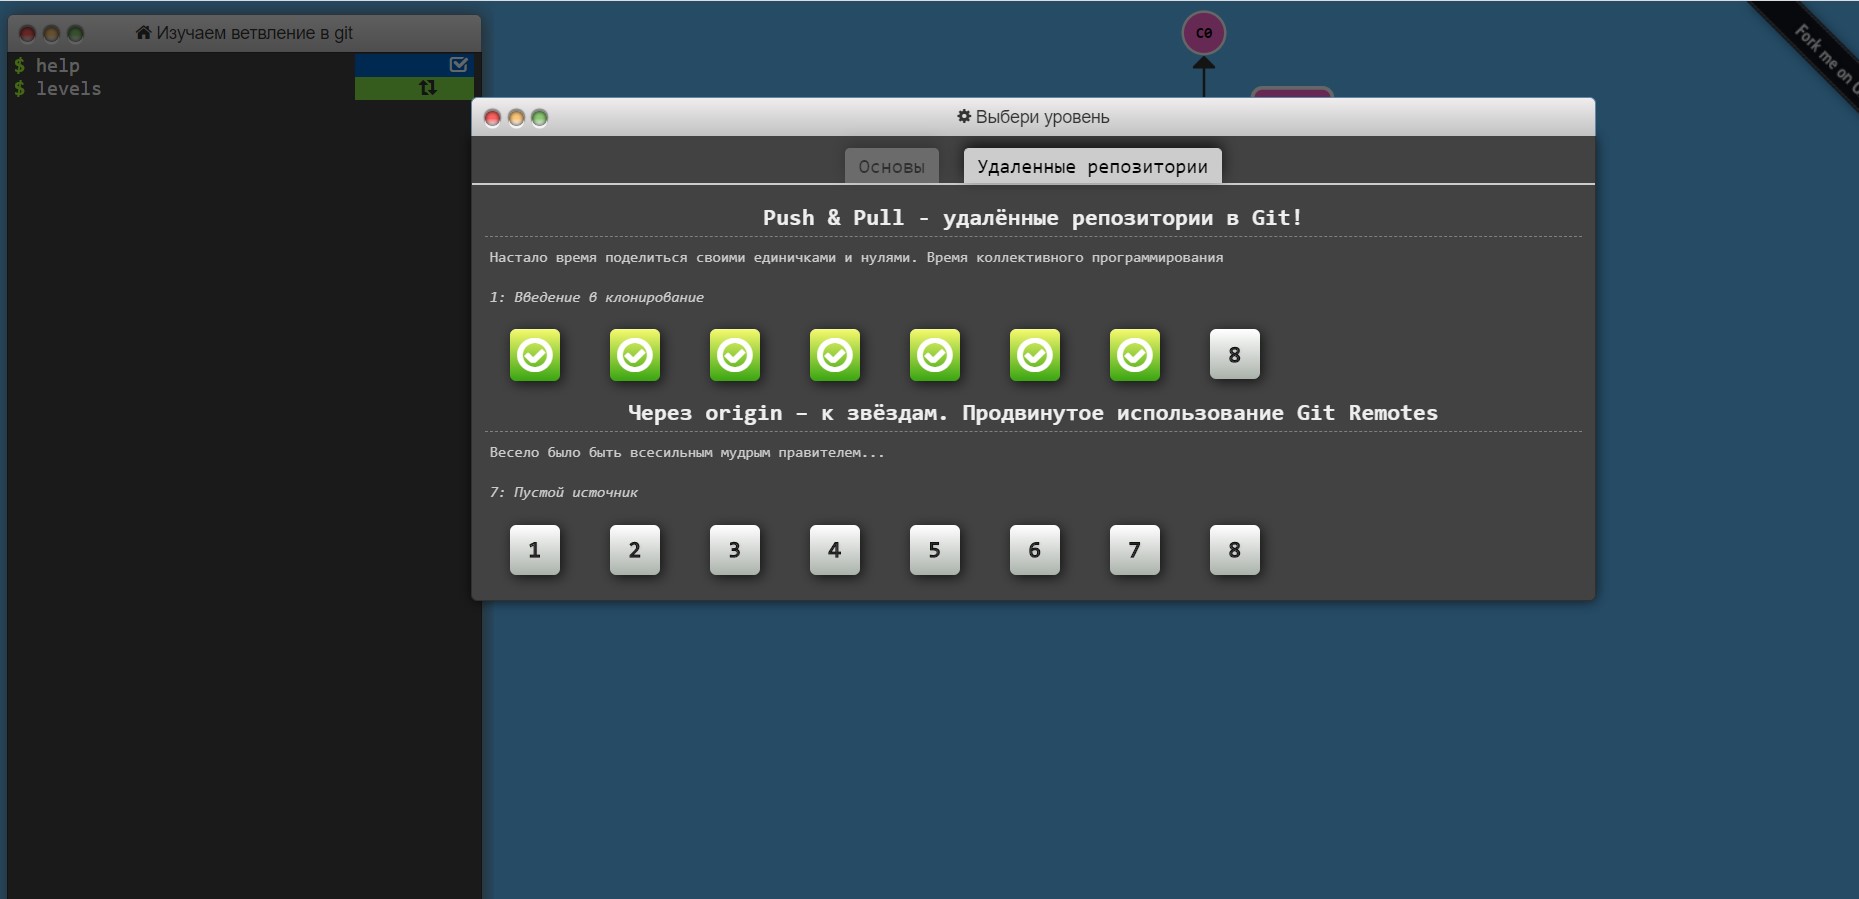 Изучаем ветвление в git
$ help
$ levels
C0
Fork me on G
Выбери уровень
Основы
Удаленные репозитории
Push & Pull - удалённые репозитории в Git!
Настало время поделиться своими единичками и нулями. Время коллективного программирования
1: Введение в клонирование
8
Через origin – к звёздам. Продвинутое использование Git Remotes
Весело было быть всесильным мудрым правителем...
7: Пустой источник
1 2 3 4 5 6 7 8